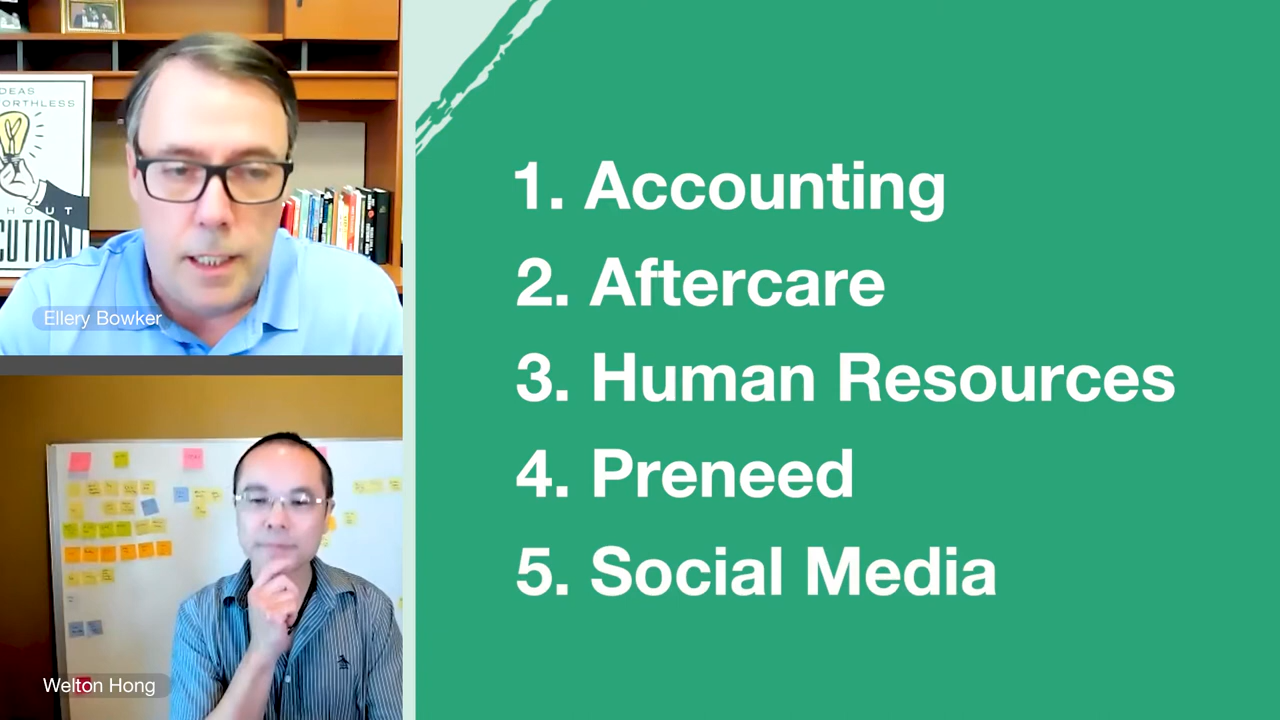 DEAS
ORTHLESS
HOUT
CUTION
Ellery Bowker
Welton Hong
1. Accounting
2. Aftercare
3. Human Resources
4. Preneed
5. Social Media